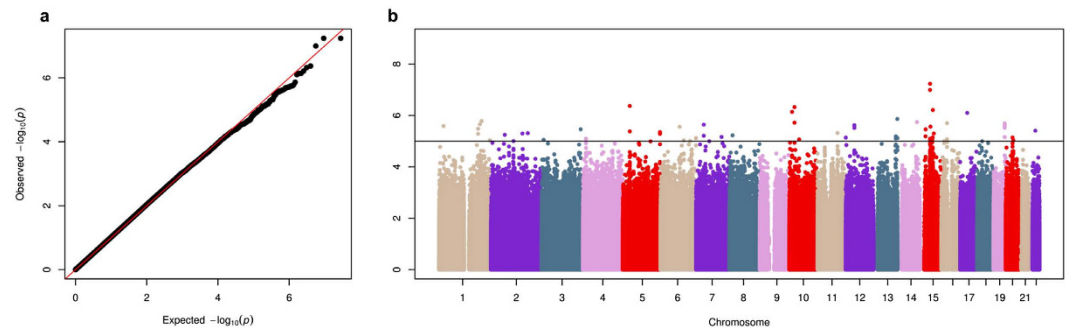 a
b
Observed −log10(p)
0 2 4 6
0 2 4 6
Expected −log10(p)
0 2 4 6 8
1 2 3 4 5 6 7 8 9 10 11 12 13 14 15 17 19 21
Chromosome